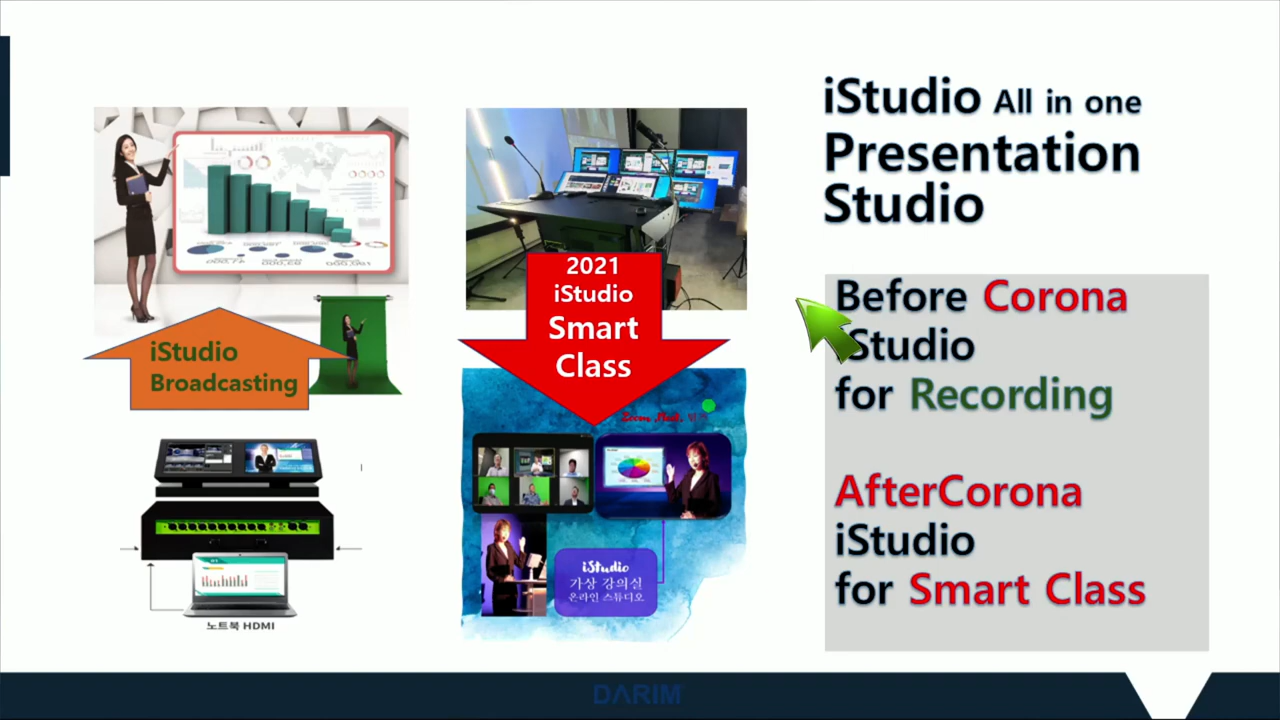 iStudio All in one
Presentation
Studio
Before Corona
iStudio
for Recording
AfterCorona
iStudio
for Smart Class
iStudio
Broadcasting
노트북 HDMI
2021
iStudio
Smart
Class
iStudio
가상 강의실
온라인 스튜디오
DARIM